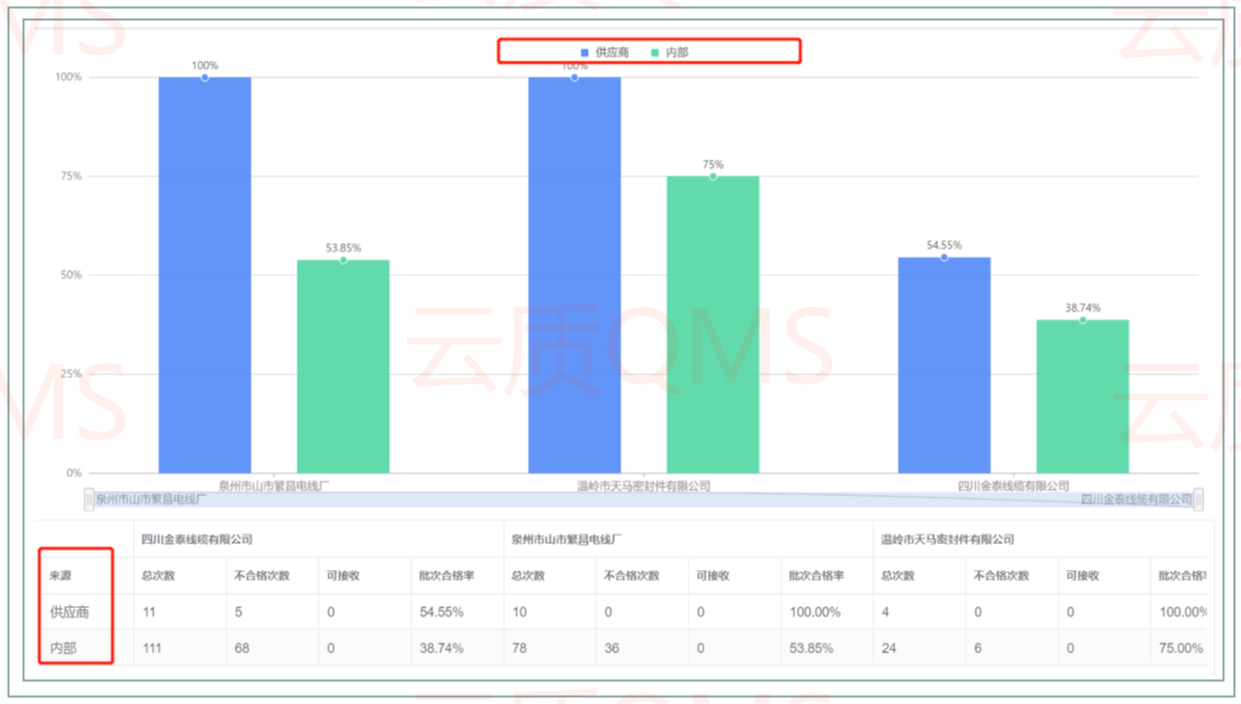 供应商 内部
100% 100%
100%
75%
75%
53.85%
54.55%
50%
38.74%
25%
0%
泉州市山市繁昌电线厂 温岭市天马密封件有限公司 四川金泰线缆有限公司
泉州市山市繁昌电线厂 四川金泰线缆有限公司
四川金泰线缆有限公司 泉州市山市繁昌电线厂 温岭市天马密封件有限公司
来源 总次数 不合格次数 可接收 批次合格率 总次数 不合格次数 可接收 批次合格率 总次数 不合格次数 可接收 批次合格
供应商 11 5 0 54.55% 10 0 0 100.00% 4 0 0 100.00%
内部 111 68 0 38.74% 78 36 0 53.85% 24 6 0 75.00%
云质QMS